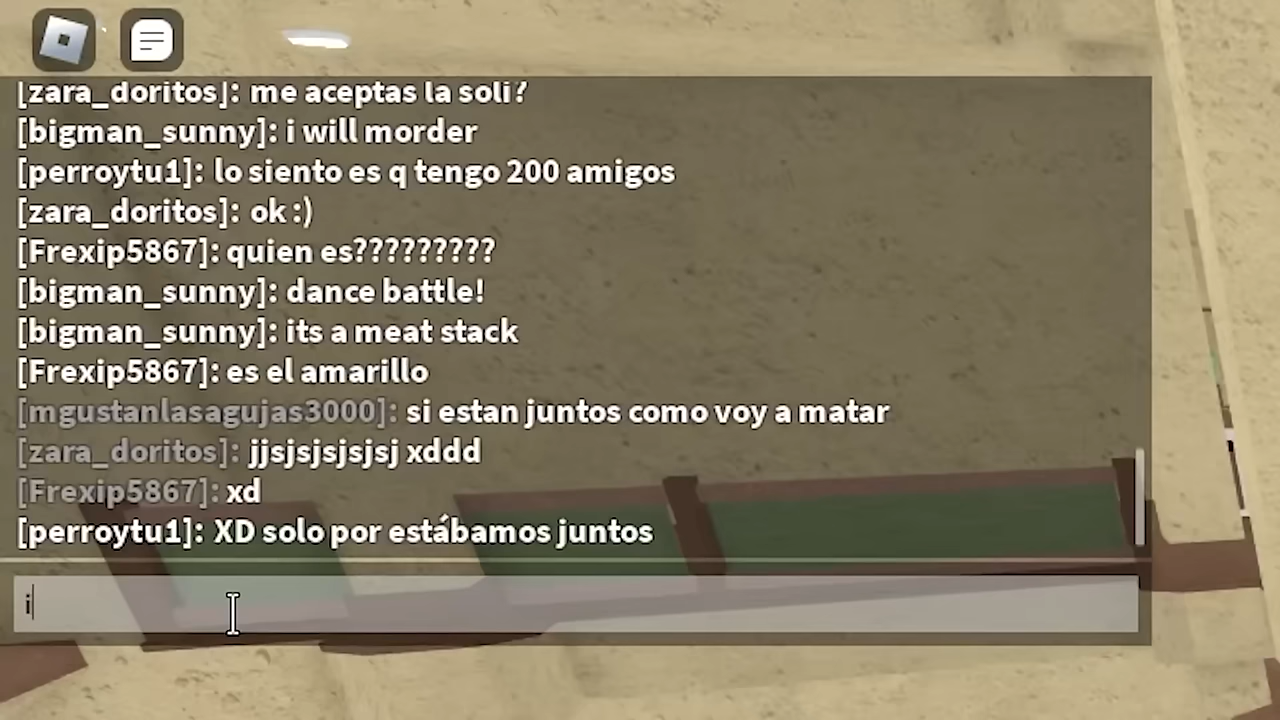 [zara_doritos]: me aceptas la soli?
[bigman_sunny]: i will morder
[perroytu1]: lo siento es q tengo 200 amigos
[zara_doritos]: ok :)
[Frexip5867]: quien es?????????
[bigman_sunny]: dance battle!
[bigman_sunny]: its a meat stack
[Frexip5867]: es el amarillo
[mgustanlasagujas3000]: si estan juntos como voy a matar
[zara_doritos]: jjsjsjsjsjsj xddd
[Frexip5867]: xd
[perroytu1]: XD solo por estábamos juntos
i